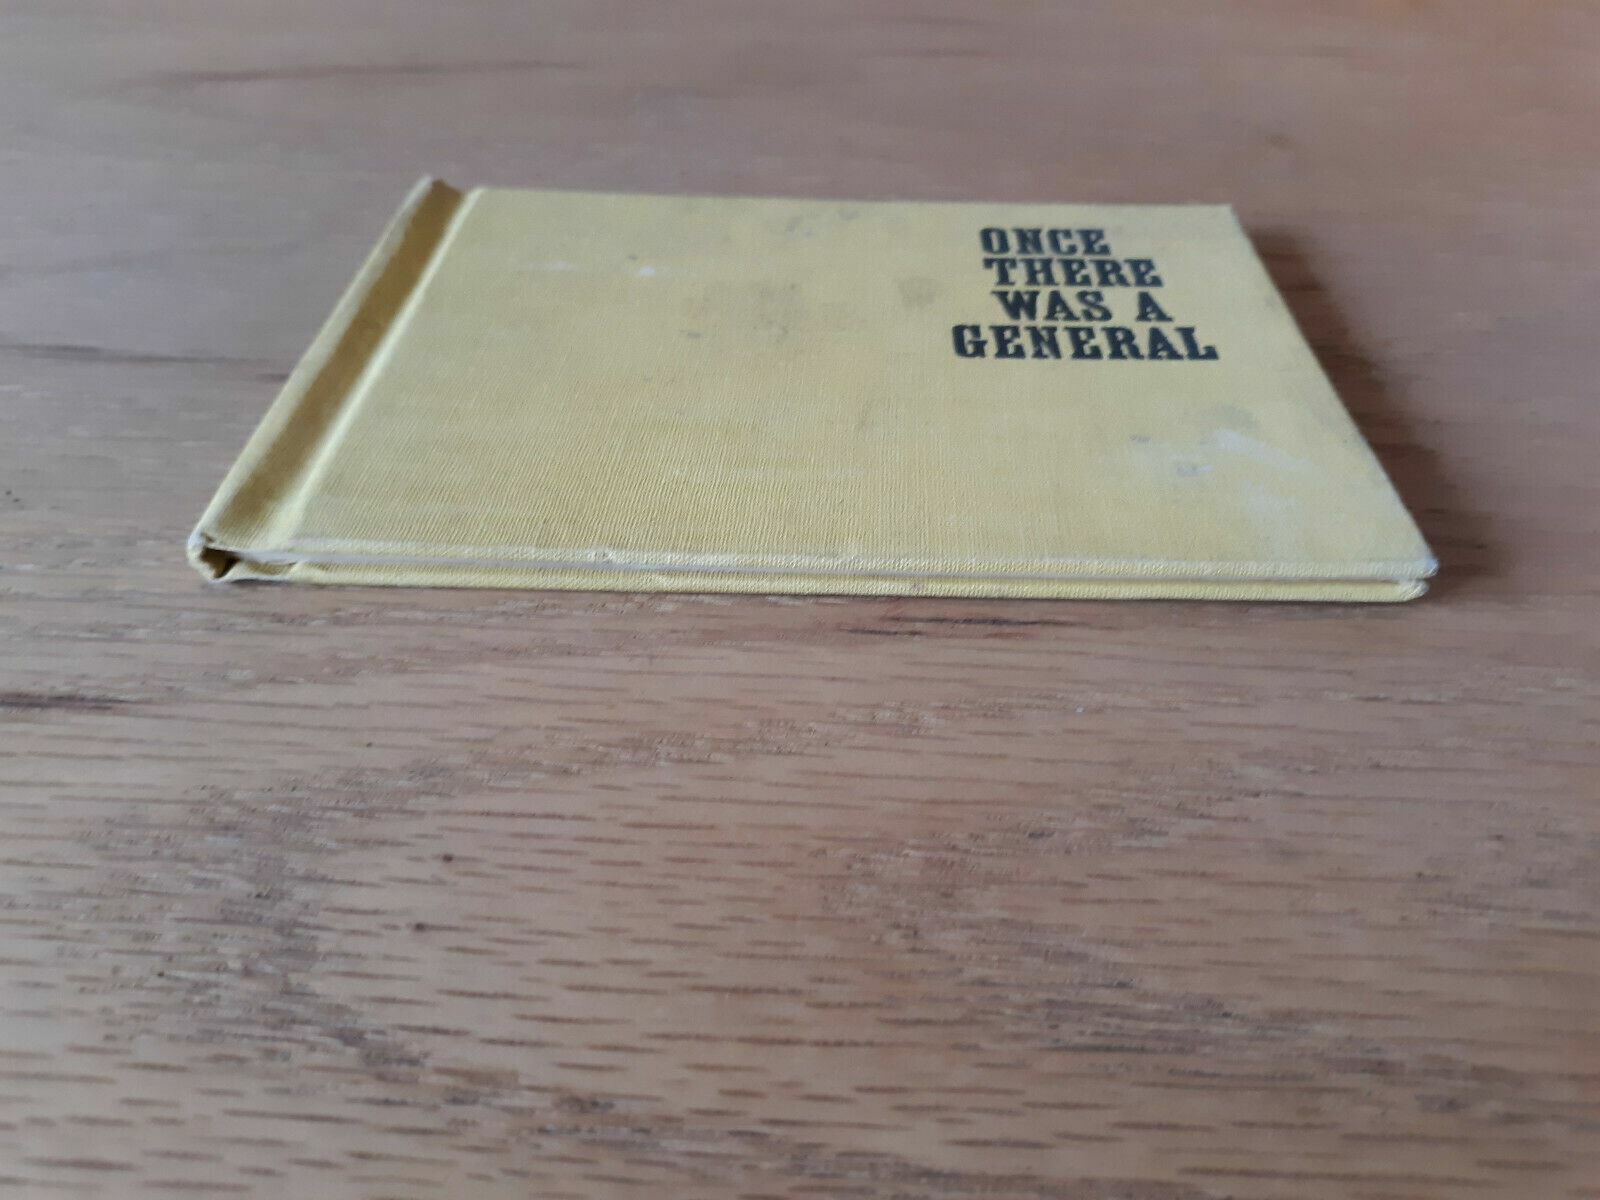 ONCE
THERE
WAS A
GENERAL